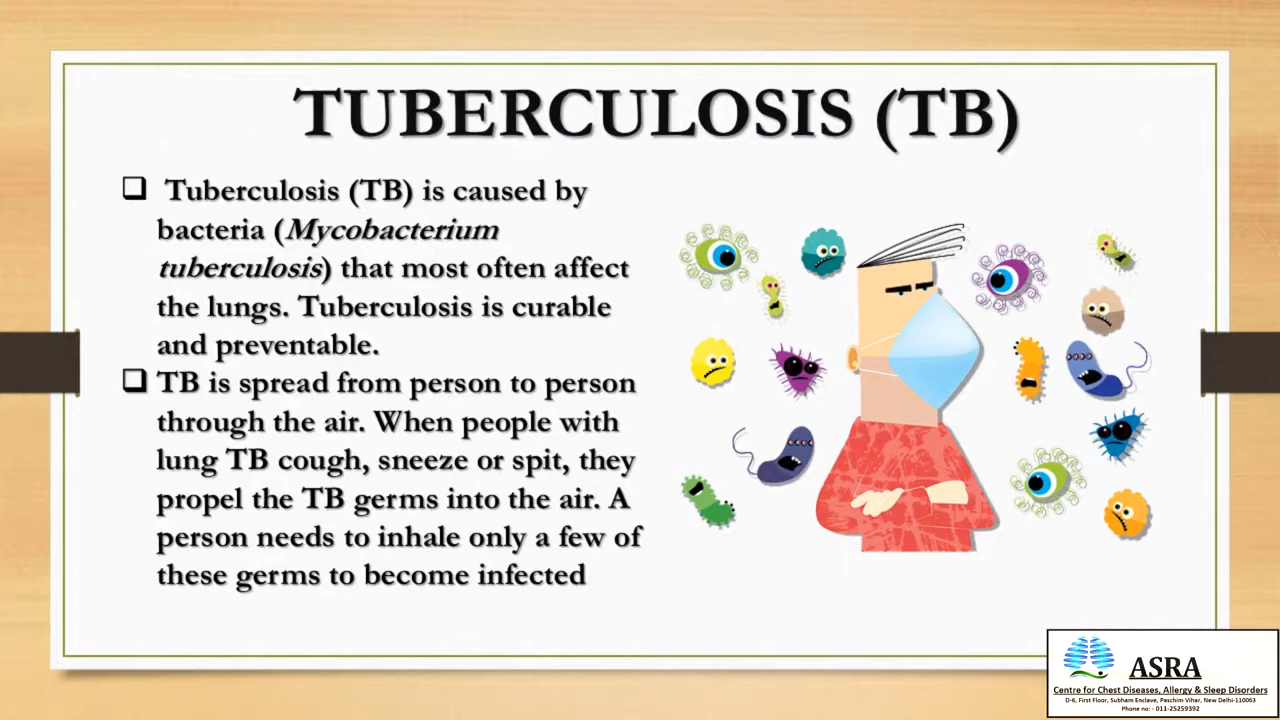 TUBERCULOSIS (TB)
Tuberculosis (TB) is caused by
bacteria (Mycobacterium
tuberculosis) that most often affect
the lungs. Tuberculosis is curable
and preventable.
TB is spread from person to person
through the air. When people with
lung TB cough, sneeze or spit, they
propel the TB germs into the air. A
person needs to inhale only a few of
these germs to become infected
ASRA
Centre for Chest Diseases, Allergy & Sleep Disorders
D-6, First Floor, Subham Enclave, Paschim Vihar, New Delhi-110063
Phone no: - 011-25259392